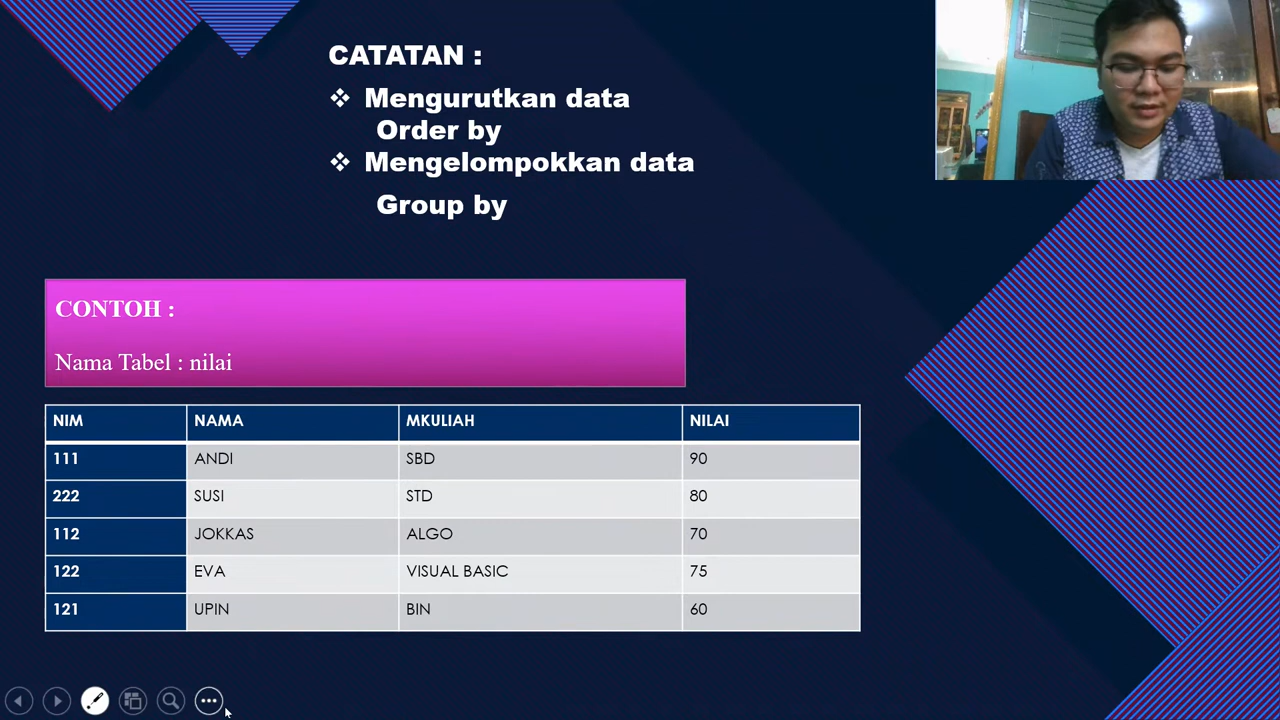 CATATAN :
❖ Mengurutkan data
Order by
❖ Mengelompokkan data
Group by
CONTOH :
Nama Tabel : nilai
NIM NAMA MKULIAH NILAI
111 ANDI SBD 90
222 SUSI STD 80
112 JOKKAS ALGO 70
122 EVA VISUAL BASIC 75
121 UPIN BIN 60